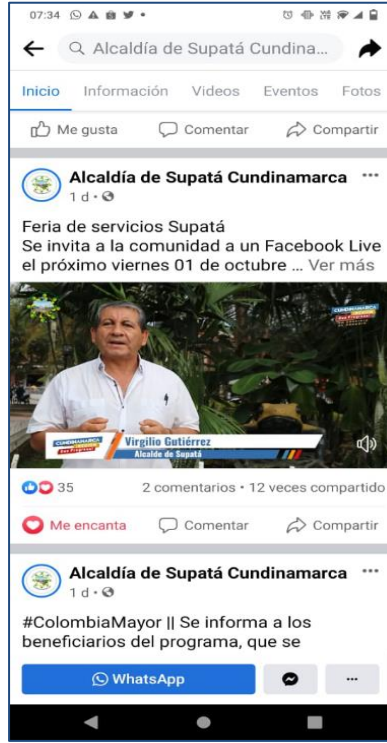 07:34
Alcaldía de Supatá Cundina...
Inicio Información Videos Eventos Fotos
Me gusta Comentar Compartir
Alcaldía de Supatá Cundinamarca
1 d
Feria de servicios Supatá
Se invita a la comunidad a un Facebook Live
el próximo viernes 01 de octubre ... Ver más
CUNDINAMARCA
Virgilio Gutiérrez
Alcalde de Supatá
35 2 comentarios • 12 veces compartido
Me encanta Comentar Compartir
Alcaldía de Supatá Cundinamarca
1 d
#ColombiaMayor || Se informa a los
beneficiarios del programa, que se
WhatsApp